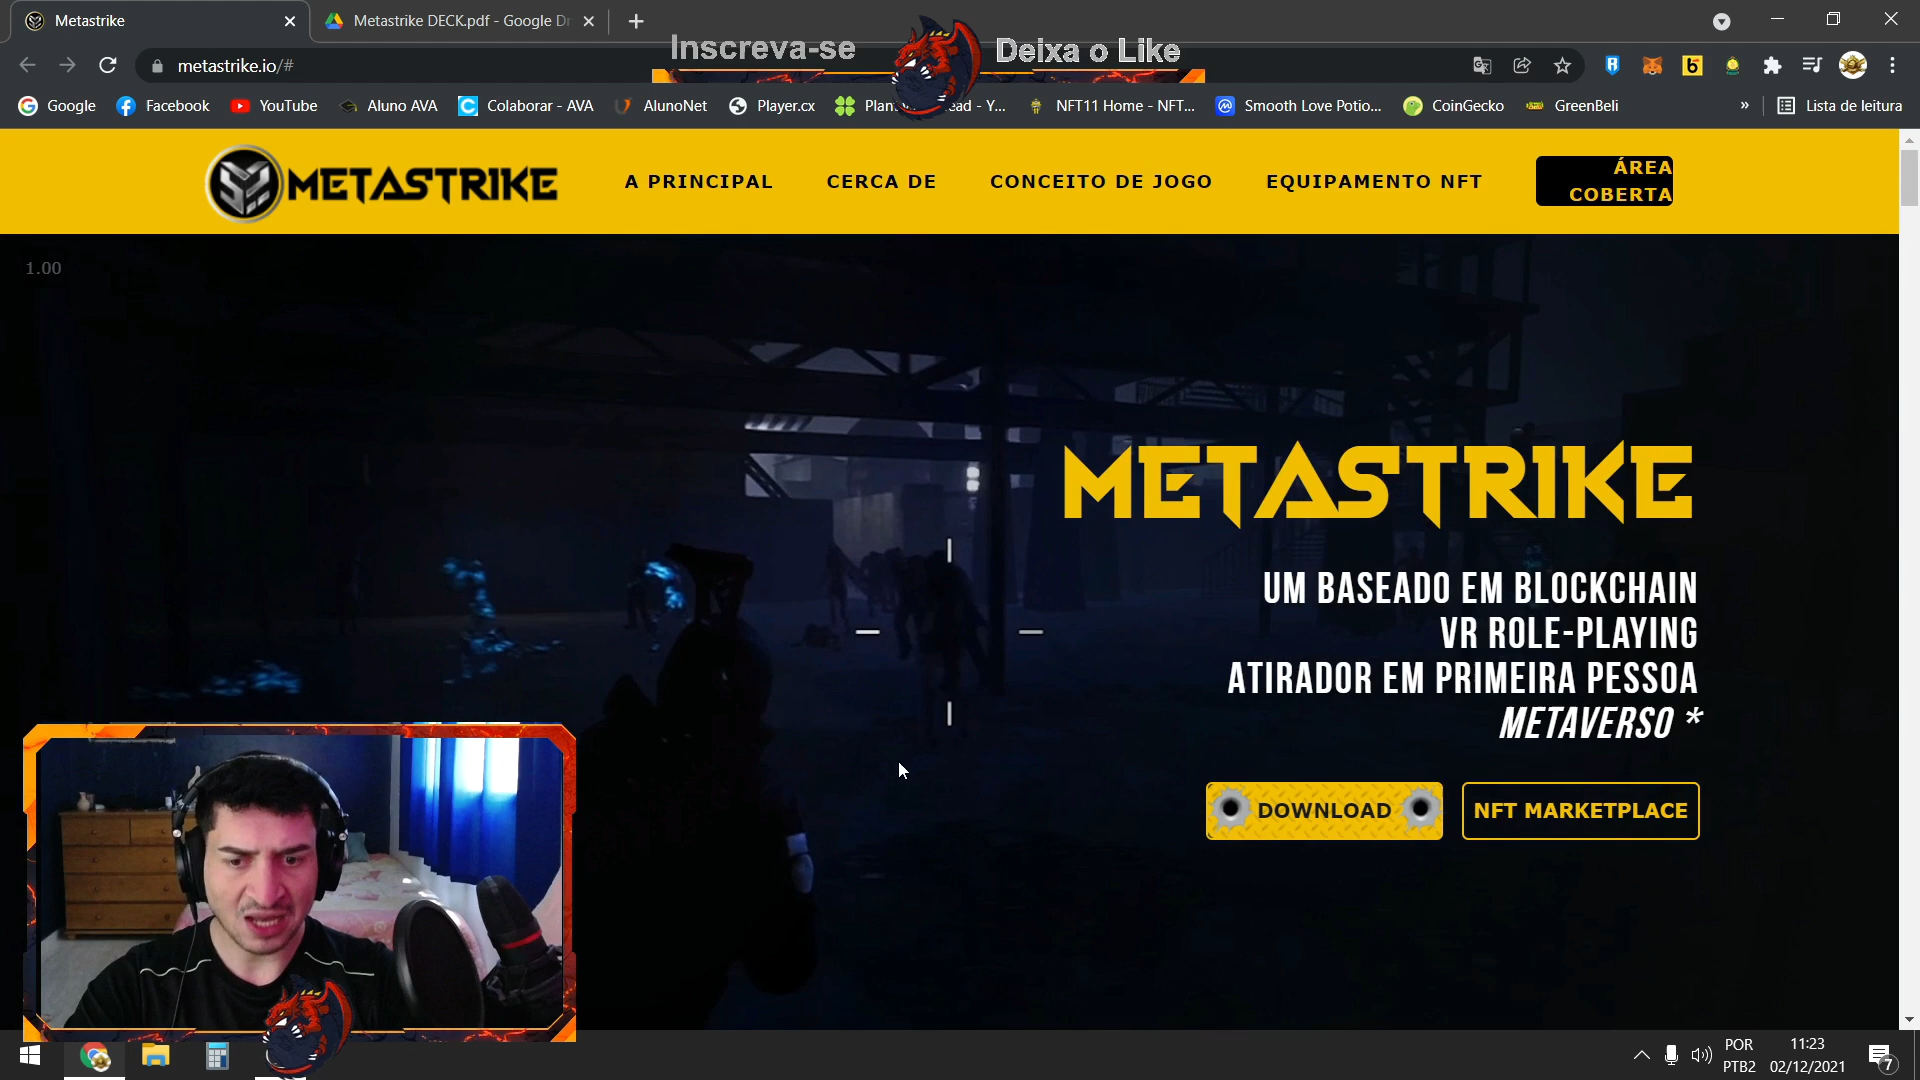 Metastrike
Metastrike DECK.pdf - Google Dr
Inscreva-se
Deixa o Like
metastrike.io/#
Google
Facebook
YouTube
Aluno AVA
Colaborar - AVA
AlunoNet
Player.cx
ead - Y...
NFT11 Home - NFT...
Smooth Love Potio...
CoinGecko
GreenBeli
»
Lista de leitura
METASTRIKE
A PRINCIPAL
CERCA DE
CONCEITO DE JOGO
EQUIPAMENTO NFT
ÁREA
COBERTA
1.00
METASTRIKE
UM BASEADO EM BLOCKCHAIN
VR ROLE-PLAYING
ATIRADOR EM PRIMEIRA PESSOA
METAVERSO *
DOWNLOAD
NFT MARKETPLACE
POR
PTB2
11:23
02/12/2021
7